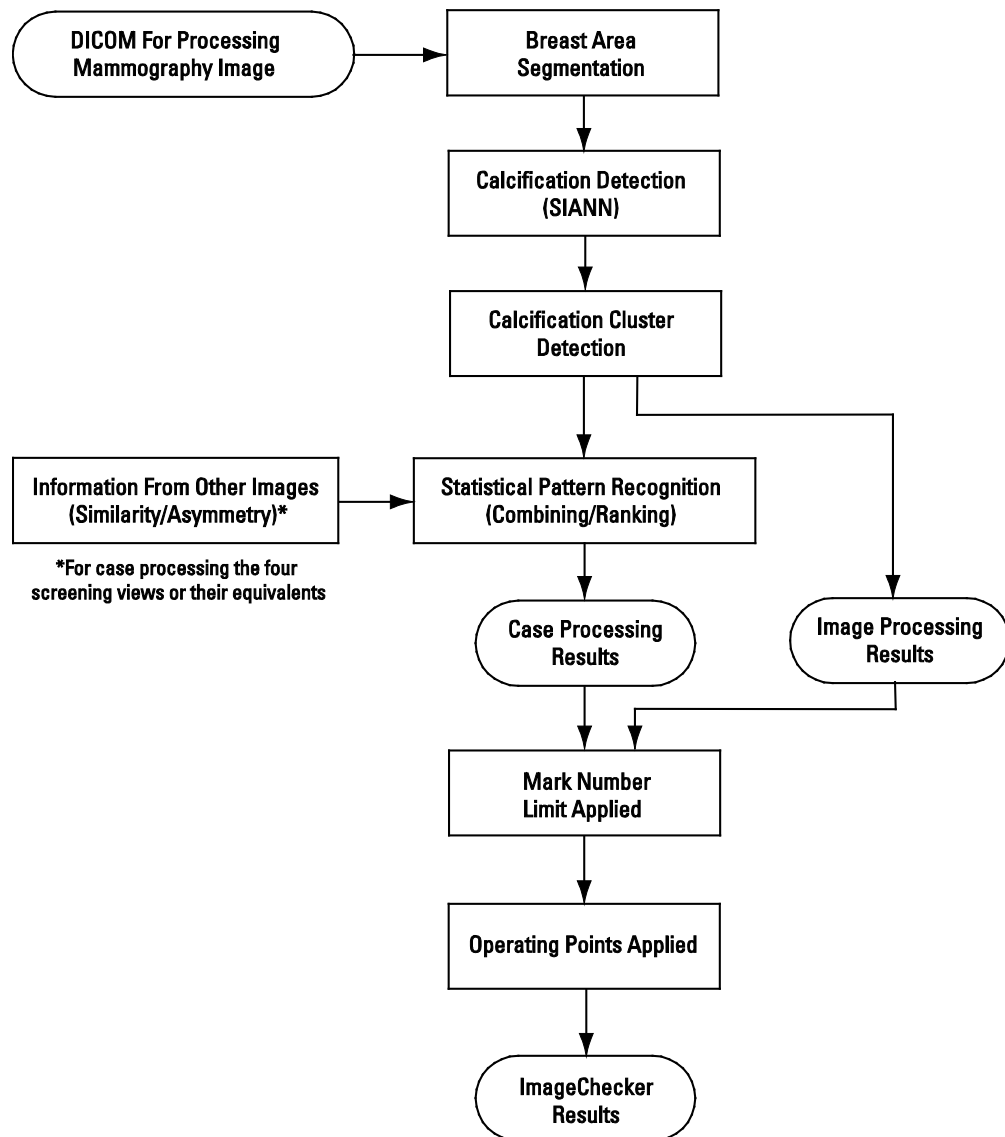 DICOM For Processing
Mammography Image
Breast Area
Segmentation
Calcification Detection
(SIANN)
Calcification Cluster
Detection
Information From Other Images
(Similarity/Asymmetry)*
*For case processing the four
screening views or their equivalents
Statistical Pattern Recognition
(Combining/Ranking)
Case Processing
Results
Image Processing
Results
Mark Number
Limit Applied
Operating Points Applied
ImageChecker
Results